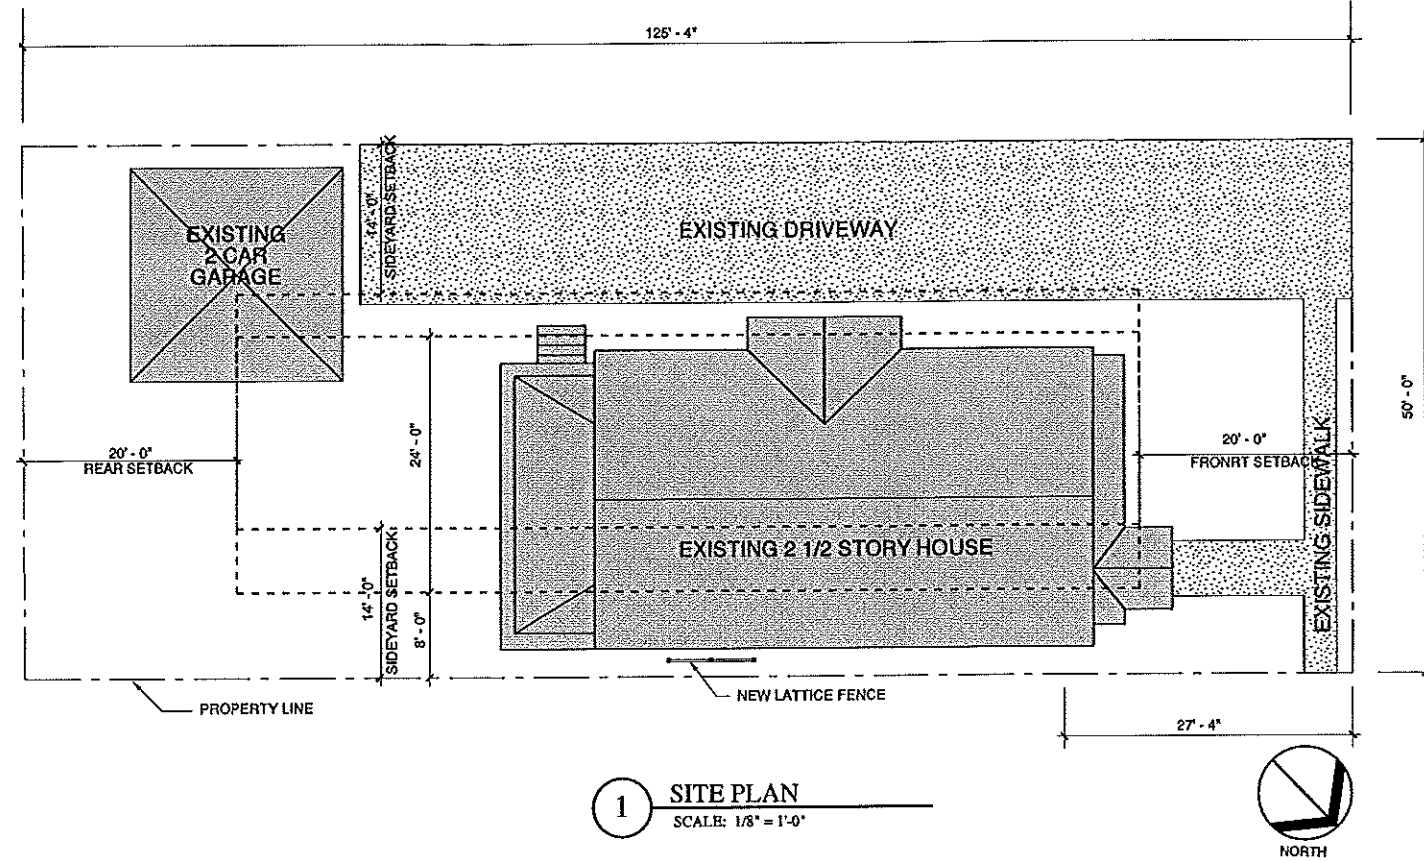 125' - 4"
EXISTING
2 CAR
GARAGE
14' - 0"
SIDEYARD SETBACK
EXISTING DRIVEWAY
50' - 0"
20' - 0"
REAR SETBACK
24' - 0"
20' - 0"
FRONRT SETBACK
EXISTING SIDEWALK
EXISTING 2 1/2 STORY HOUSE
14' - 0"
SIDEYARD SETBACK
8' - 0"
PROPERTY LINE
NEW LATTICE FENCE
27' - 4"
1
SITE PLAN
SCALE: 1/8" = 1'-0"
NORTH